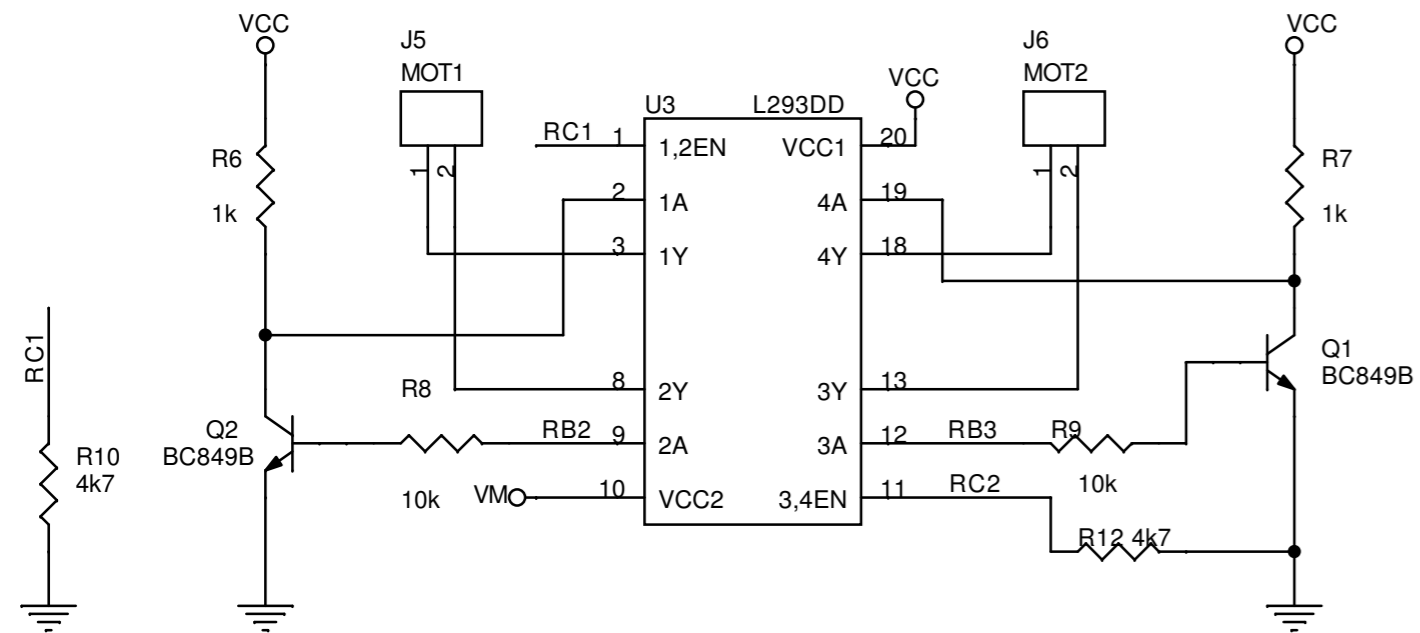 VCC
J5
MOT1
R6
1k
RC1
R10
4k7
Q2
BC849B
R8
10k
RB2
VM
1
2
RC1
U3
L293DD
1
1,2EN
VCC1
20
2
1A
4A
19
3
1Y
4Y
18
8
2Y
3Y
13
9
2A
3A
12
10
VCC2
3,4EN
11
VCC
J6
MOT2
1
2
VCC
R7
1k
Q1
BC849B
RB3
R9
10k
RC2
R12 4k7